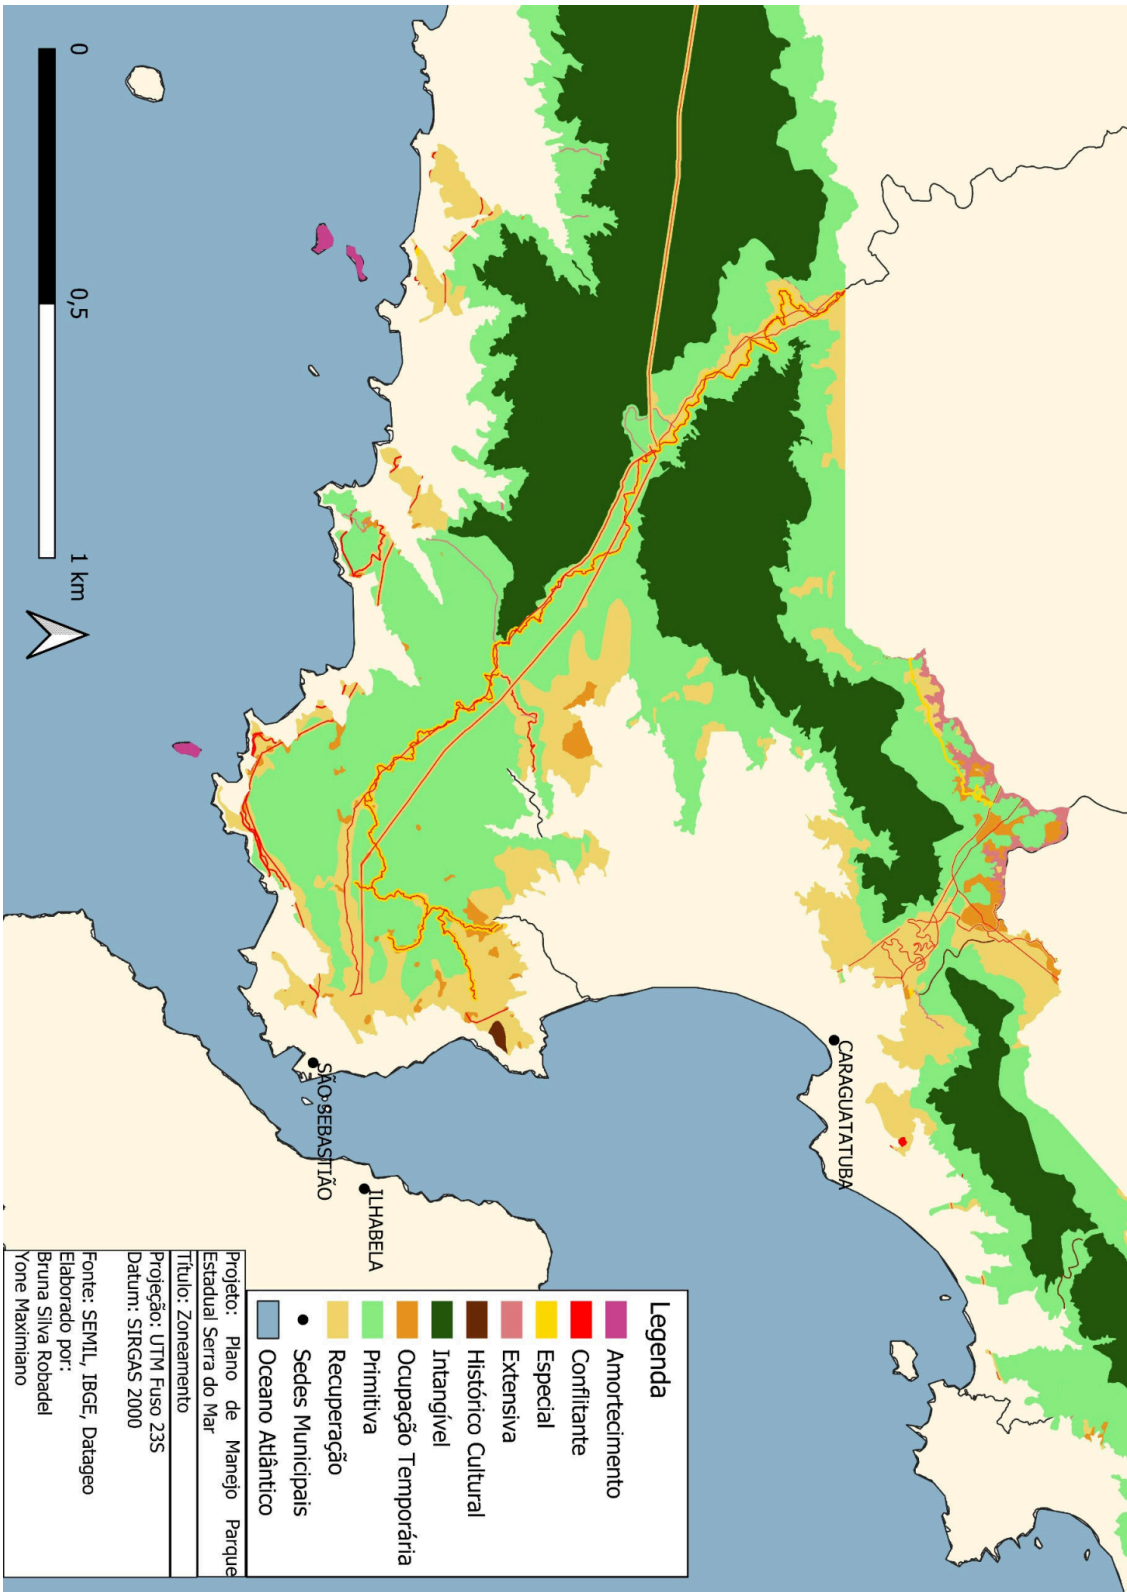 0
0,5
1 km
CARAGUATATUBA
SÃO SEBASTIÃO
ILHABELA
Legenda
Amortecimento
Conflitante
Especial
Extensiva
Histórico Cultural
Intangível
Ocupação Temporária
Primitiva
Recuperação
Sedes Municipais
Oceano Atlântico
Projeto: Plano de Manejo Parque
Estadual Serra do Mar
Título: Zoneamento
Projeção: UTM Fuso 23S
Datum: SIRGAS 2000
Fonte: SEMIL, IBGE, Datageo
Elaborado por:
Bruna Silva Robadel
Yone Maximiano